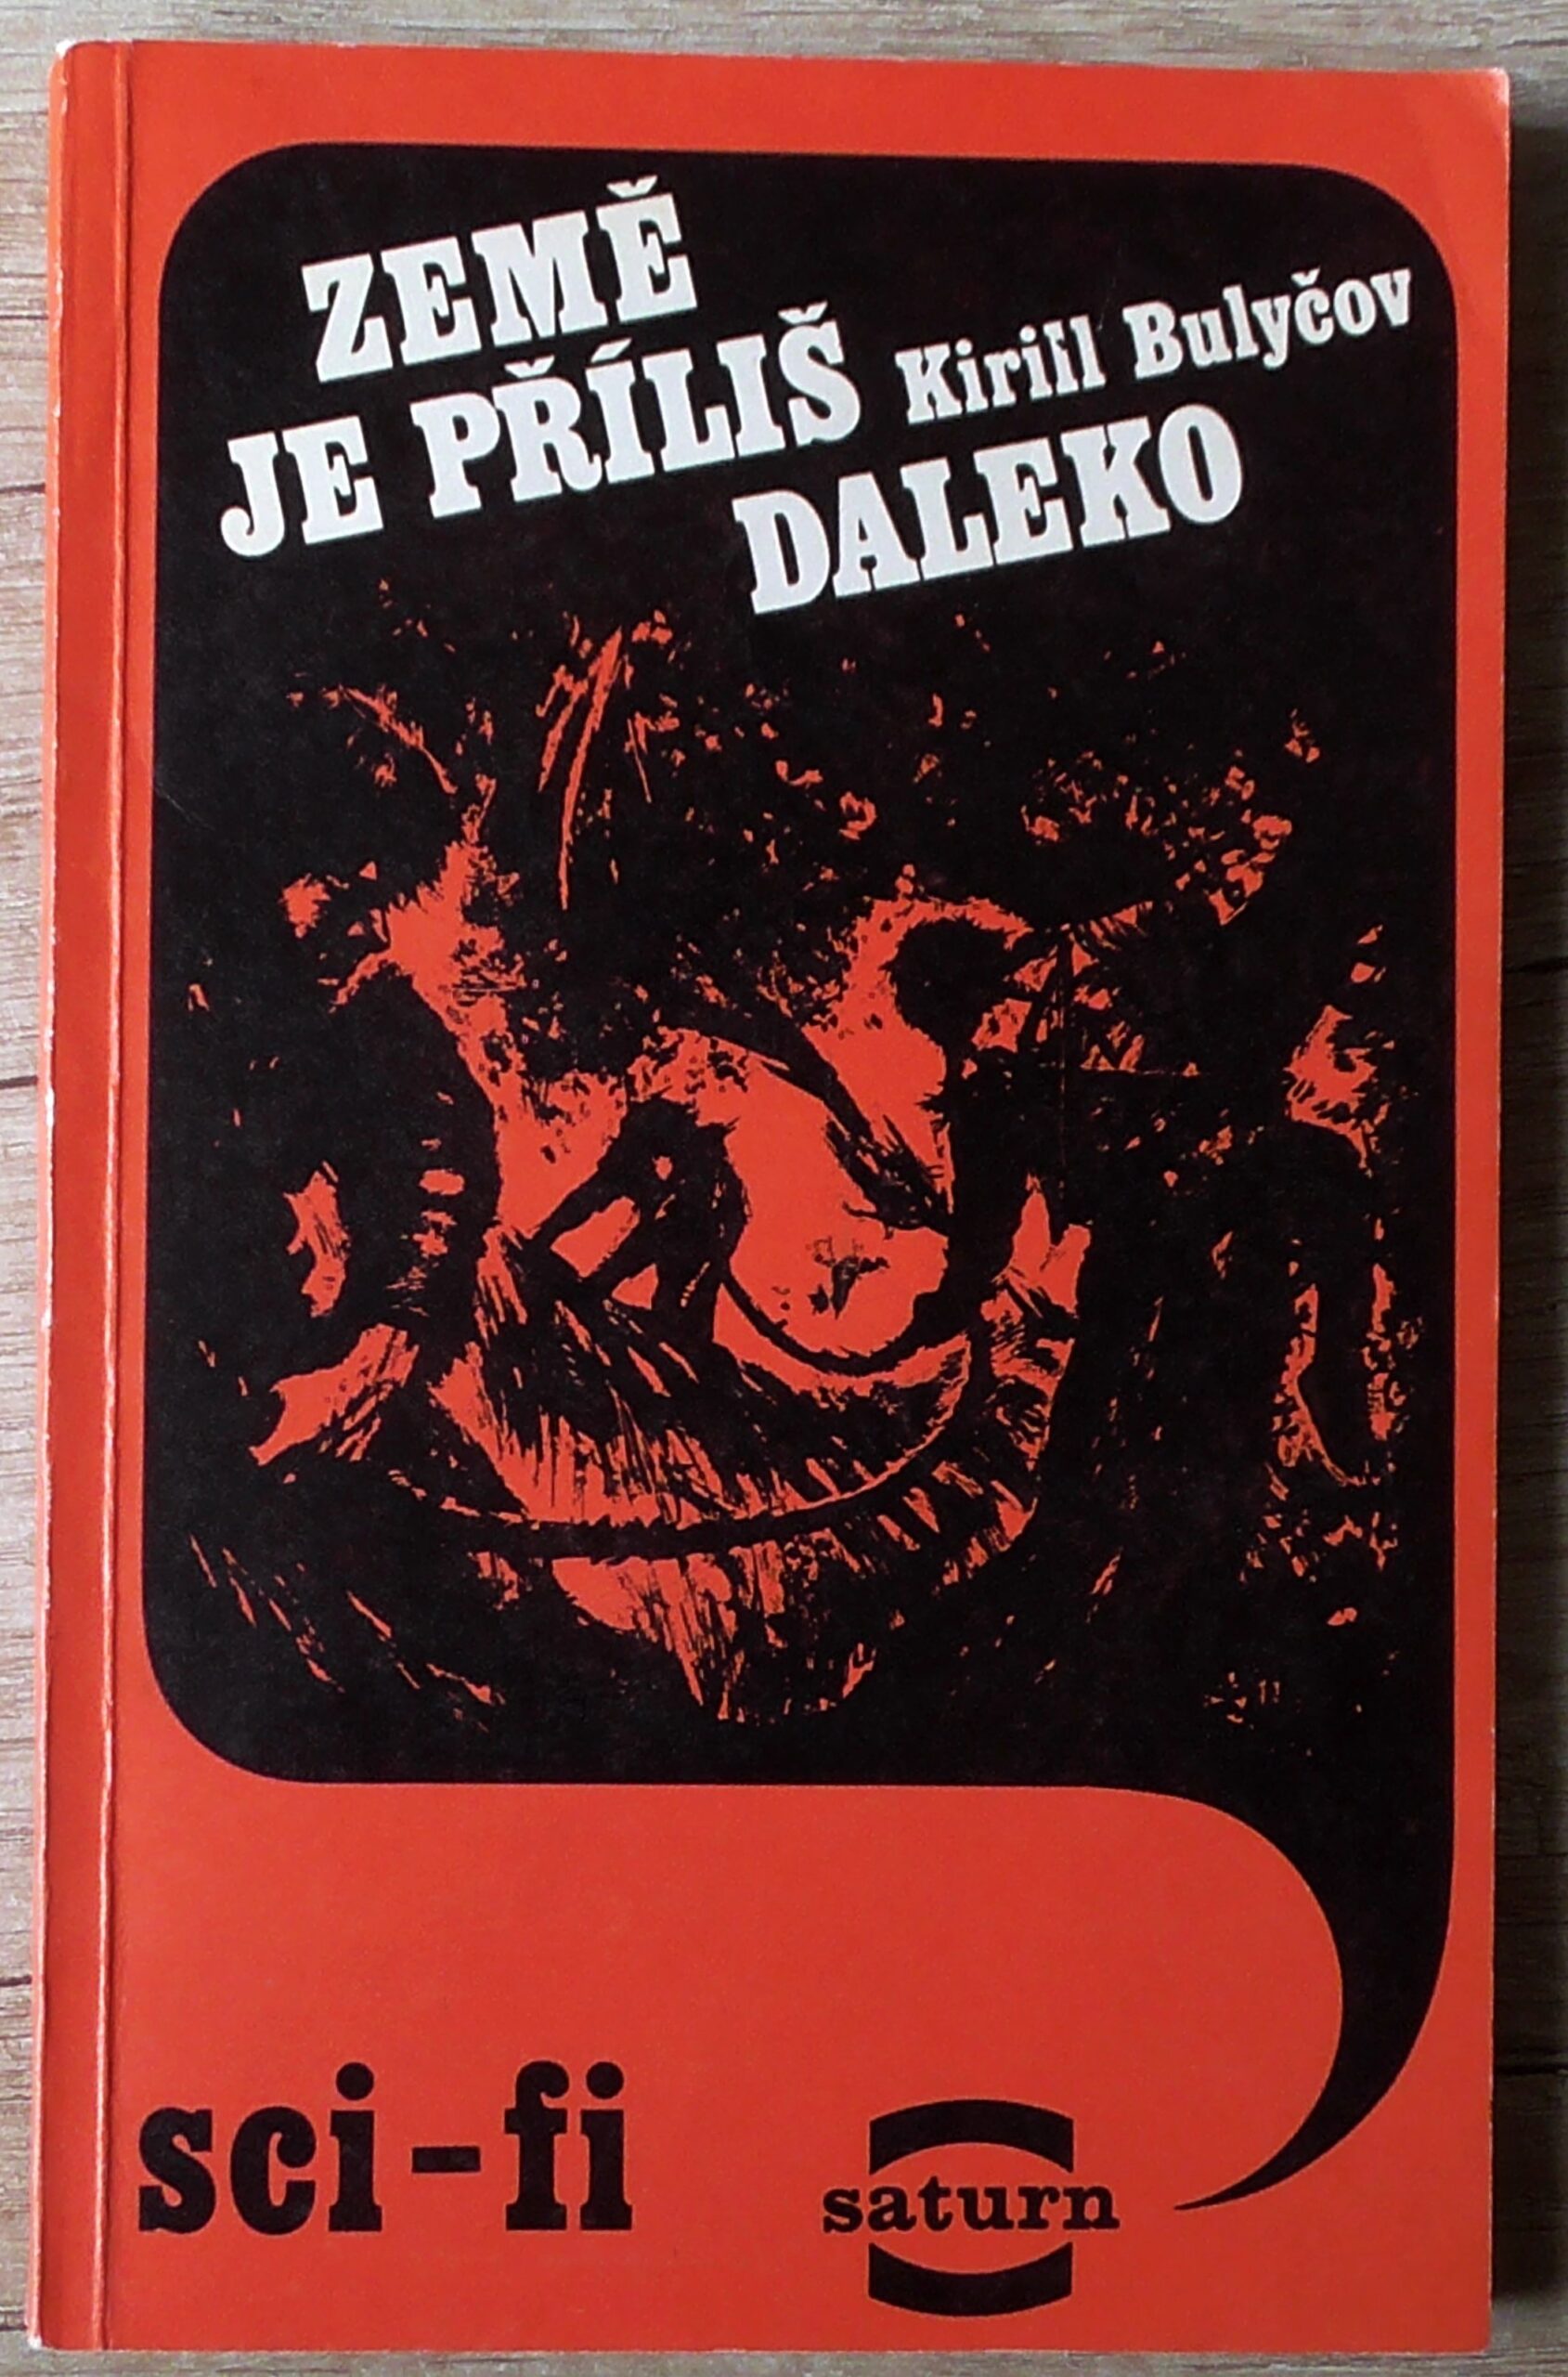 ZEMĚ
JE PŘÍLIŠ
Kirill Bulyčov
DALEKO
sci-fi
saturn